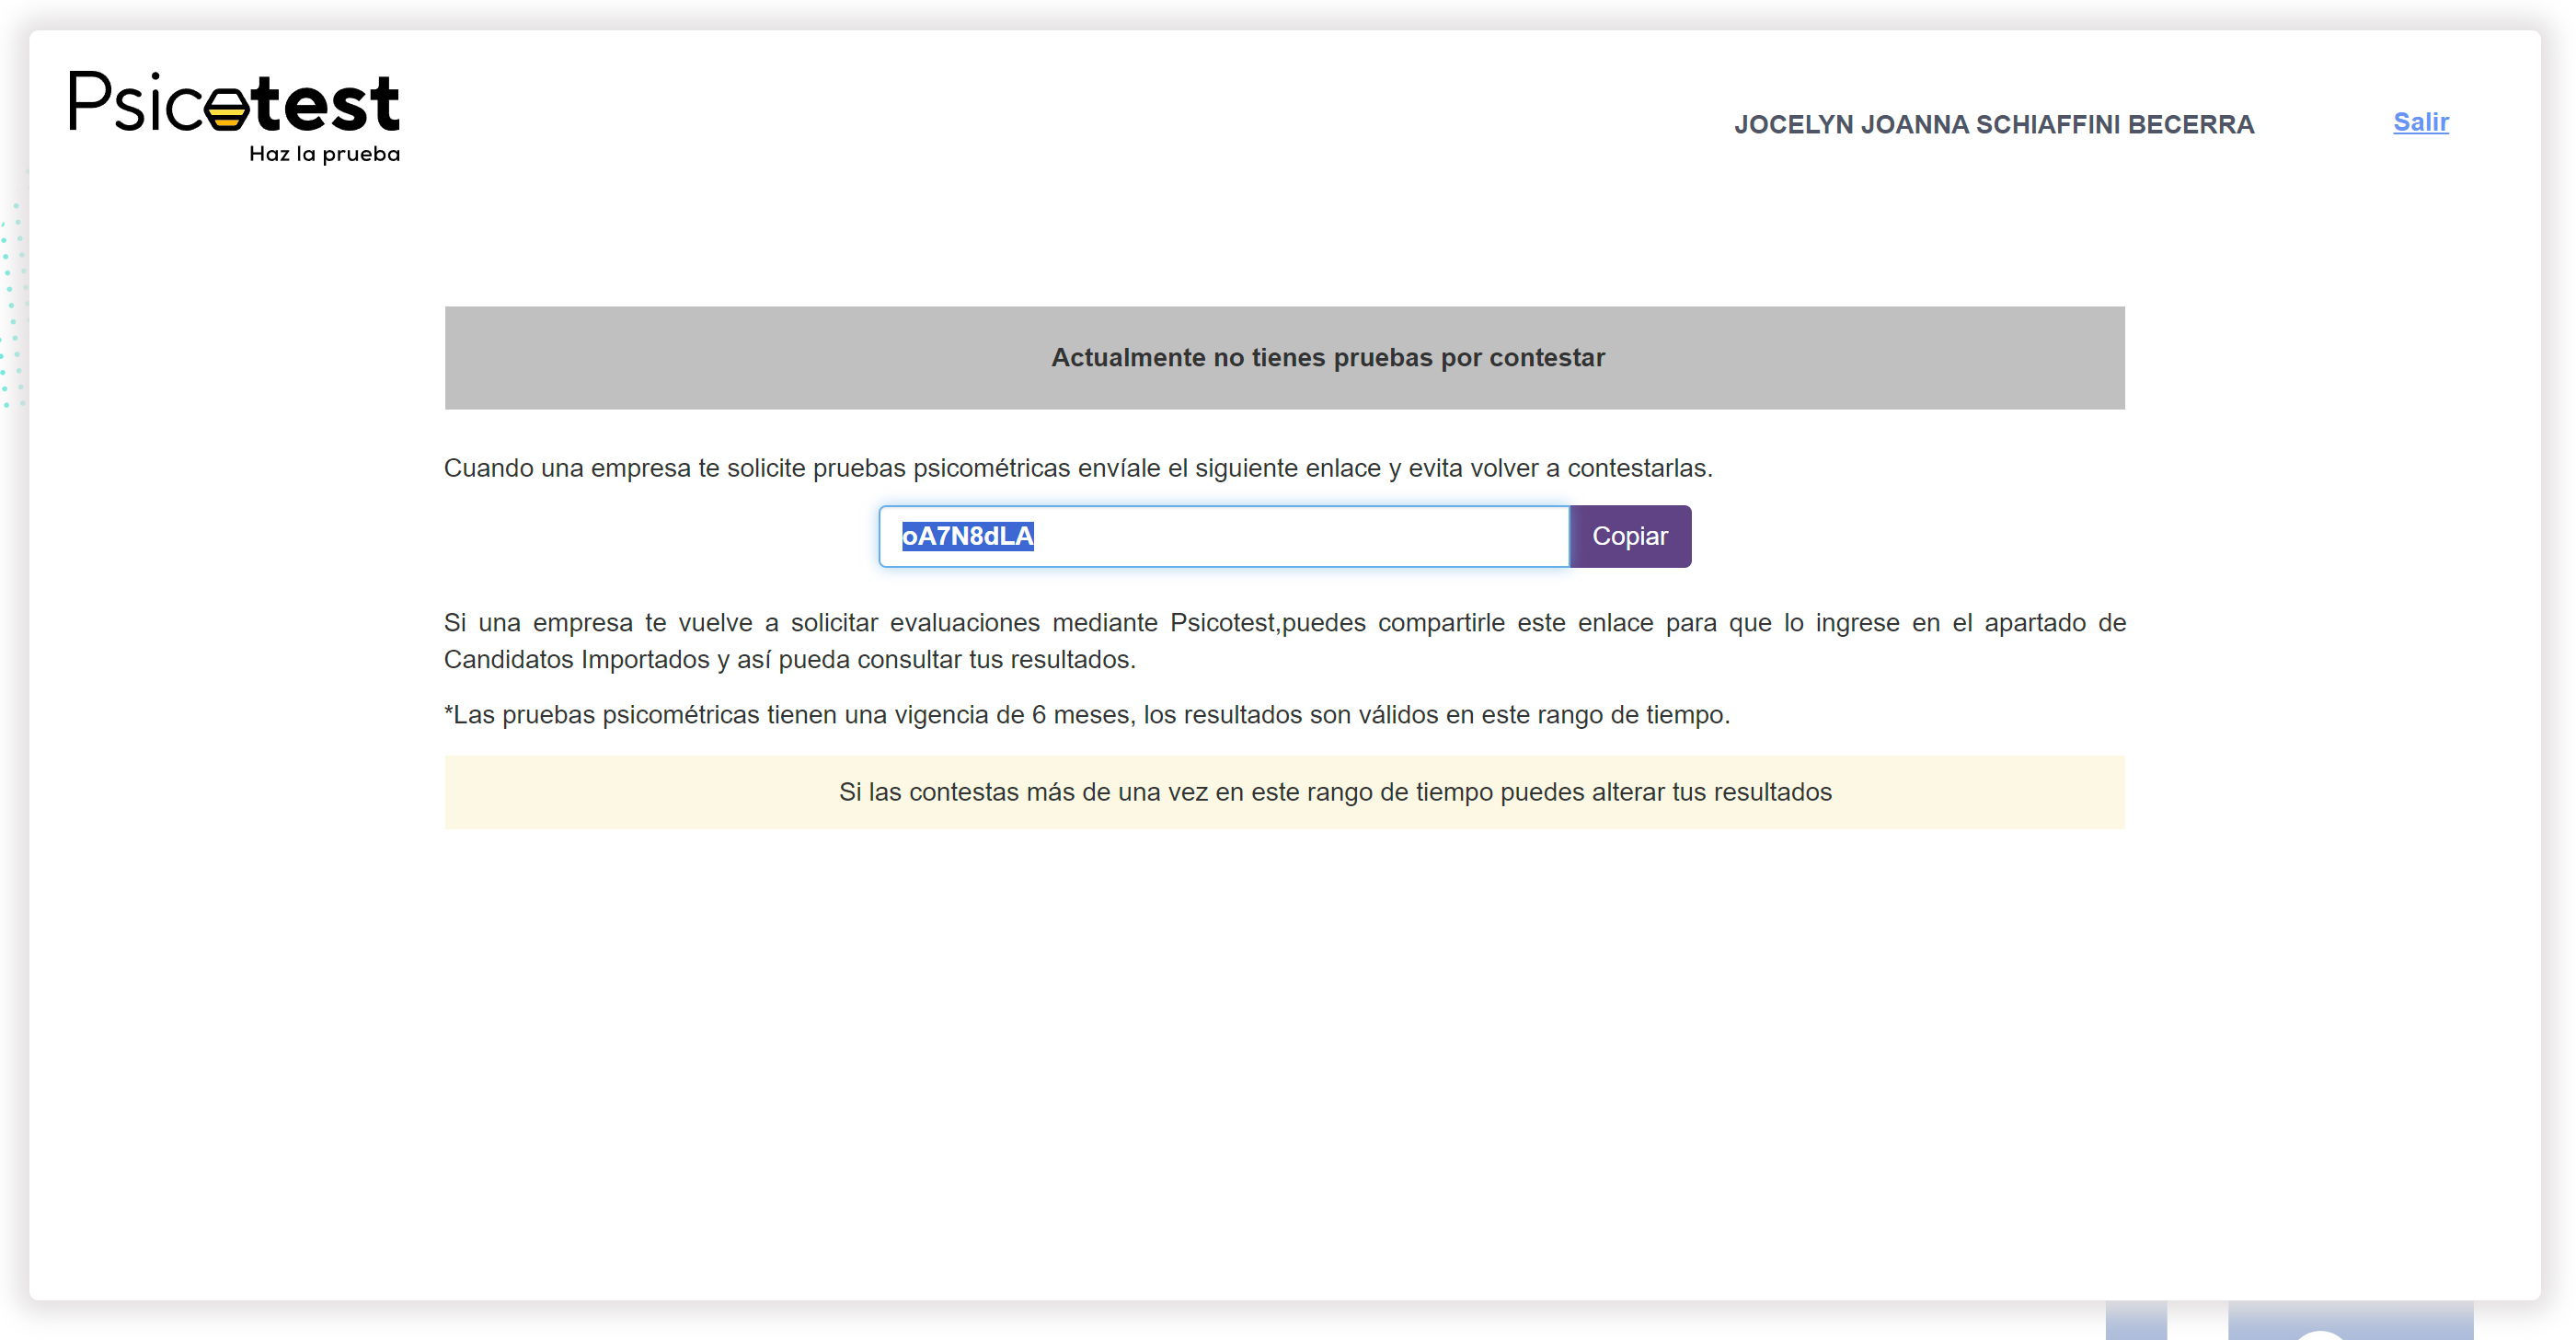 Psicotest
Haz la prueba
JOCELYN JOANNA SCHIAFFINI BECERRA
Salir
Actualmente no tienes pruebas por contestar
Cuando una empresa te solicite pruebas psicométricas envíale el siguiente enlace y evita volver a contestarlas.
oA7N8dLA
Copiar
Si una empresa te vuelve a solicitar evaluaciones mediante Psicotest,puedes compartirle este enlace para que lo ingrese en el apartado de
Candidatos Importados y así pueda consultar tus resultados.
*Las pruebas psicométricas tienen una vigencia de 6 meses, los resultados son válidos en este rango de tiempo.
Si las contestas más de una vez en este rango de tiempo puedes alterar tus resultados